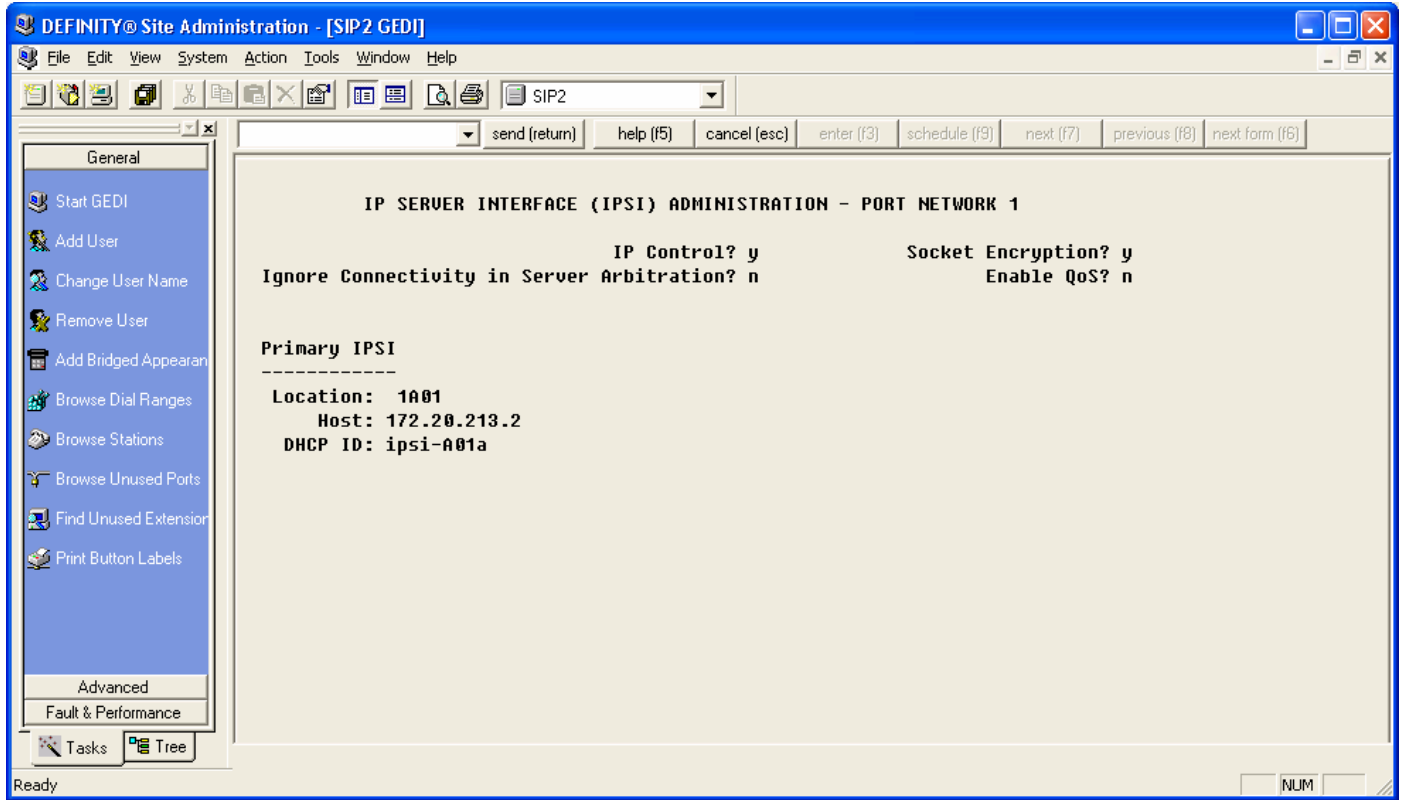 DEFINITY® Site Administration - [SIP2 GEDI]
File Edit View System Action Tools Window Help
SIP2
send (return) help (f5) cancel (esc) enter (f3) schedule (f9) next (f7) previous (f8) next form (f6)
General
Start GEDI
Add User
Change User Name
Remove User
Add Bridged Appearan
Browse Dial Ranges
Browse Stations
Browse Unused Ports
Find Unused Extension
Print Button Labels
Advanced
Fault & Performance
Tasks Tree
IP SERVER INTERFACE (IPSI) ADMINISTRATION - PORT NETWORK 1
IP Control? y Socket Encryption? y
Ignore Connectivity in Server Arbitration? n Enable QoS? n
Primary IPSI
------------
Location: 1A01
Host: 172.20.213.2
DHCP ID: ipsi-A01a
Ready NUM